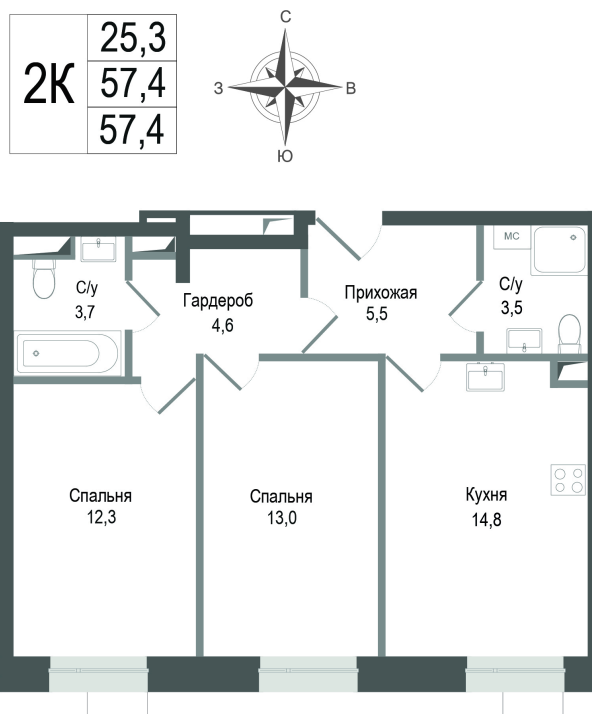 2К
25,3
57,4
57,4
С
З
В
Ю
МС
С/у
3,7
Гардероб
4,6
Прихожая
5,5
С/у
3,5
Спальня
12,3
Спальня
13,0
Кухня
14,8